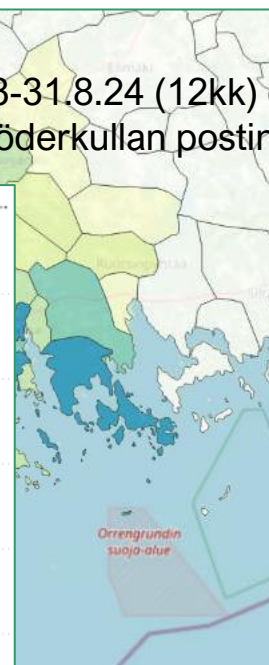 3-31.8.24 (12kk)
öderkullan postin
Orrengrundin
suoja-alue